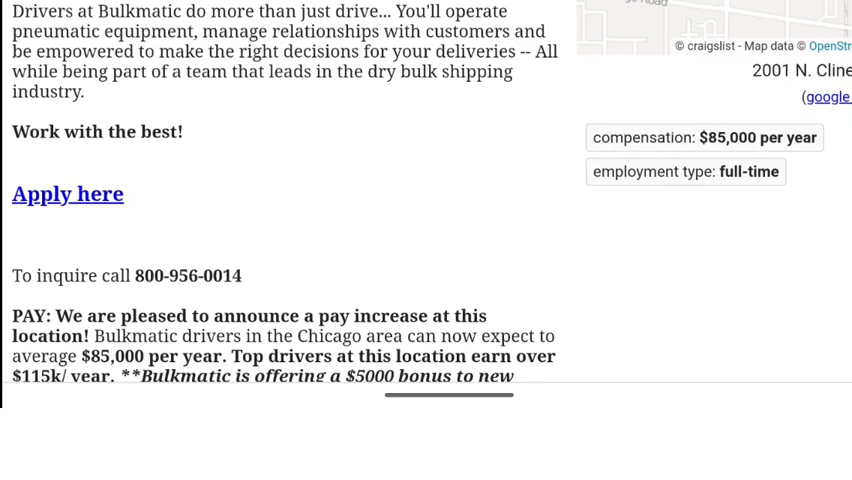 Drivers at Bulkmatic do more than just drive... You'll operate
pneumatic equipment, manage relationships with customers and
be empowered to make the right decisions for your deliveries -- All
while being part of a team that leads in the dry bulk shipping
industry.
Work with the best!
Apply here
To inquire call 800-956-0014
PAY: We are pleased to announce a pay increase at this
location! Bulkmatic drivers in the Chicago area can now expect to
average $85,000 per year. Top drivers at this location earn over
$115k/ year. **Bulkmatic is offering a $5000 bonus to new
© craigslist - Map data © OpenStr
2001 N. Cline
(google
compensation: $85,000 per year
employment type: full-time